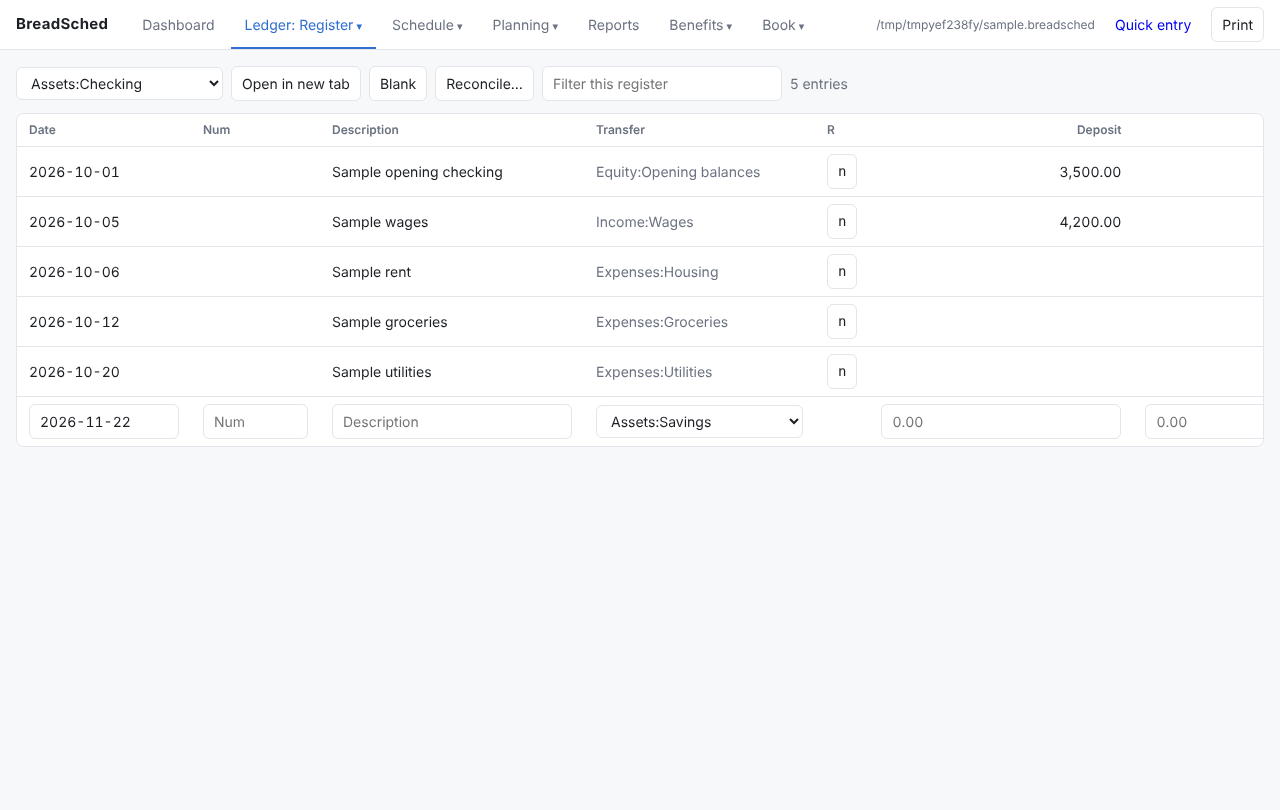 BreadSched Dashboard Ledger: Register ▾ Schedule ▾ Planning ▾ Reports Benefits ▾ Book ▾ /tmp/tmpyef238fy/sample.breadsched Quick entry Print
Assets:Checking Open in new tab Blank Reconcile... Filter this register 5 entries
Date Num Description Transfer R Deposit
2026-10-01 Sample opening checking Equity:Opening balances n 3,500.00
2026-10-05 Sample wages Income:Wages n 4,200.00
2026-10-06 Sample rent Expenses:Housing n
2026-10-12 Sample groceries Expenses:Groceries n
2026-10-20 Sample utilities Expenses:Utilities n
2026-11-22 Num Description Assets:Savings 0.00 0.00